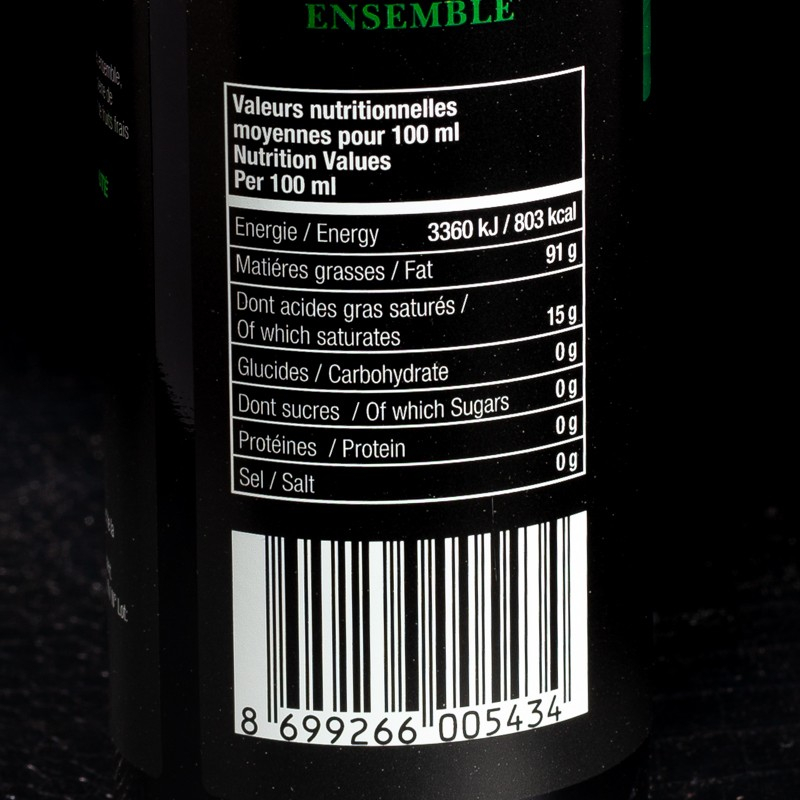 ENSEMBLE
Valeurs nutritionnelles
moyennes pour 100 ml
Nutrition Values
Per 100 ml
Energie / Energy 3360 kJ / 803 kcal
Matiéres grasses / Fat 91 g
Dont acides gras saturés /
Of which saturates 15 g
Glucides / Carbohydrate 0 g
Dont sucres / Of which Sugars 0 g
Protéines / Protein 0 g
Sel / Salt 0 g
8 699266 005434
frais
Lot: